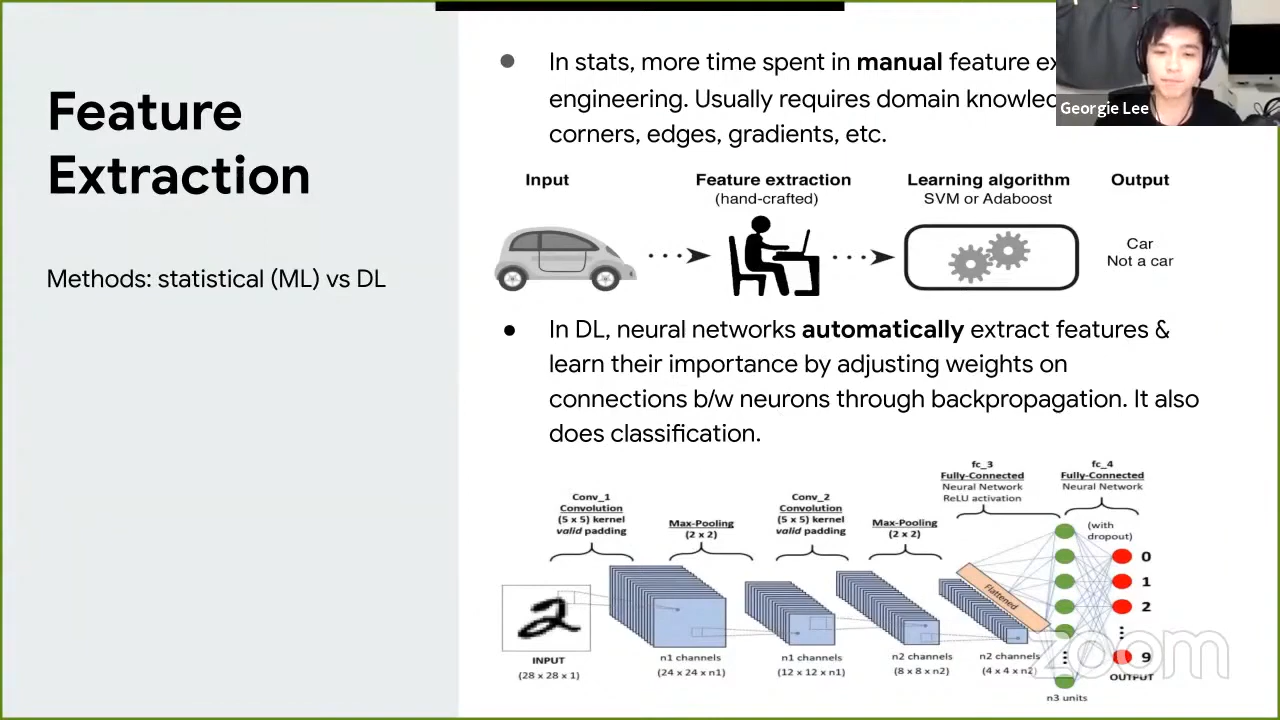 Feature
Extraction
Methods: statistical (ML) vs DL
In stats, more time spent in manual feature
engineering. Usually requires domain
corners, edges, gradients, etc.
Input
Feature extraction
(hand-crafted)
Learning algorithm
SVM or Adaboost
Output
Car
Not a car
In DL, neural networks automatically extract features &
learn their importance by adjusting weights on
connections b/w neurons through backpropagation. It also
does classification.
Conv_1
Convolution
(5 x 5) kernel
valid padding
Max-Pooling
(2 x 2)
Conv_2
Convolution
(5 x 5) kernel
valid padding
Max-Pooling
(2 x 2)
fc_3
Fully-Connected
Neural Network
ReLU activation
fc_4
Fully-Connected
Neural Network
(with
dropout)
Flattened
0
1
2
9
OUTPUT
INPUT
(28 x 28 x 1)
n1 channels
(24 x 24 x n1)
n1 channels
(12 x 12 x n1)
n2 channels
(8 x 8 x n2)
n2 channels
(4 x 4 x n2)
n3 units
2
Georgie Lee
zoom